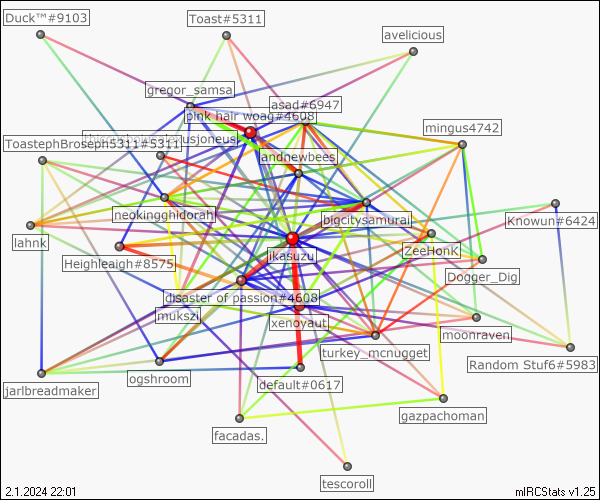 Duck™#9103
Toast#5311
avelicious
gregor_samsa
asad#6947
pink hair woag#4608
mingus4742
ToastephBroseph5311#5311
andnewbees
neokingghidorah
bigcitysamurai
Knowun#6424
lahnk
ZeeHonK
Heighleaigh#8575
ikasuzu
Dogger_Dig
disaster of passion#4608
mukszi
xenoyaut
moonraven
turkey_mcnugget
Random Stuf6#5983
ogshroom
default#0617
jarlbreadmaker
gazpachoman
facadas.
tescoroll
2.1.2024 22:01
mIRCStats v1.25